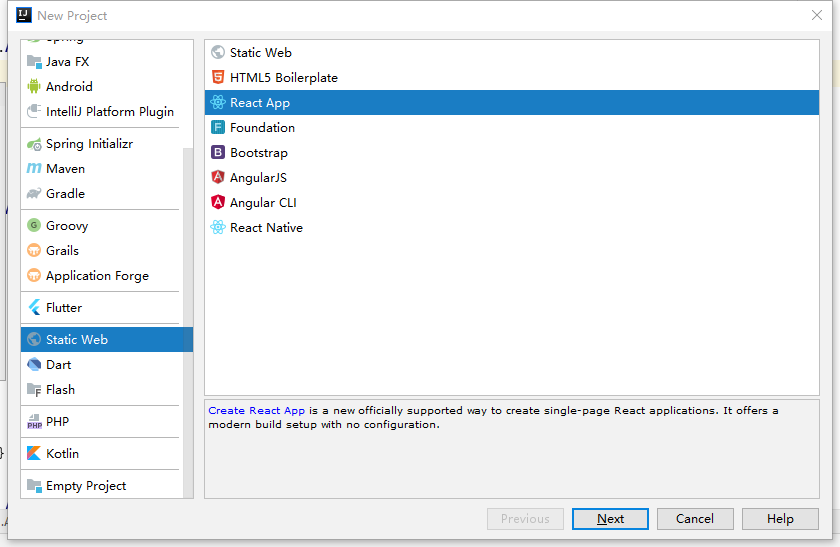 New Project
Spring
Java FX
Android
IntelliJ Platform Plugin
Spring Initializr
Maven
Gradle
Groovy
Grails
Application Forge
Flutter
Static Web
Dart
Flash
PHP
Kotlin
Empty Project
Static Web
HTML5 Boilerplate
React App
Foundation
Bootstrap
AngularJS
Angular CLI
React Native
Create React App is a new officially supported way to create single-page React applications. It offers a
modern build setup with no configuration.
Previous
Next
Cancel
Help